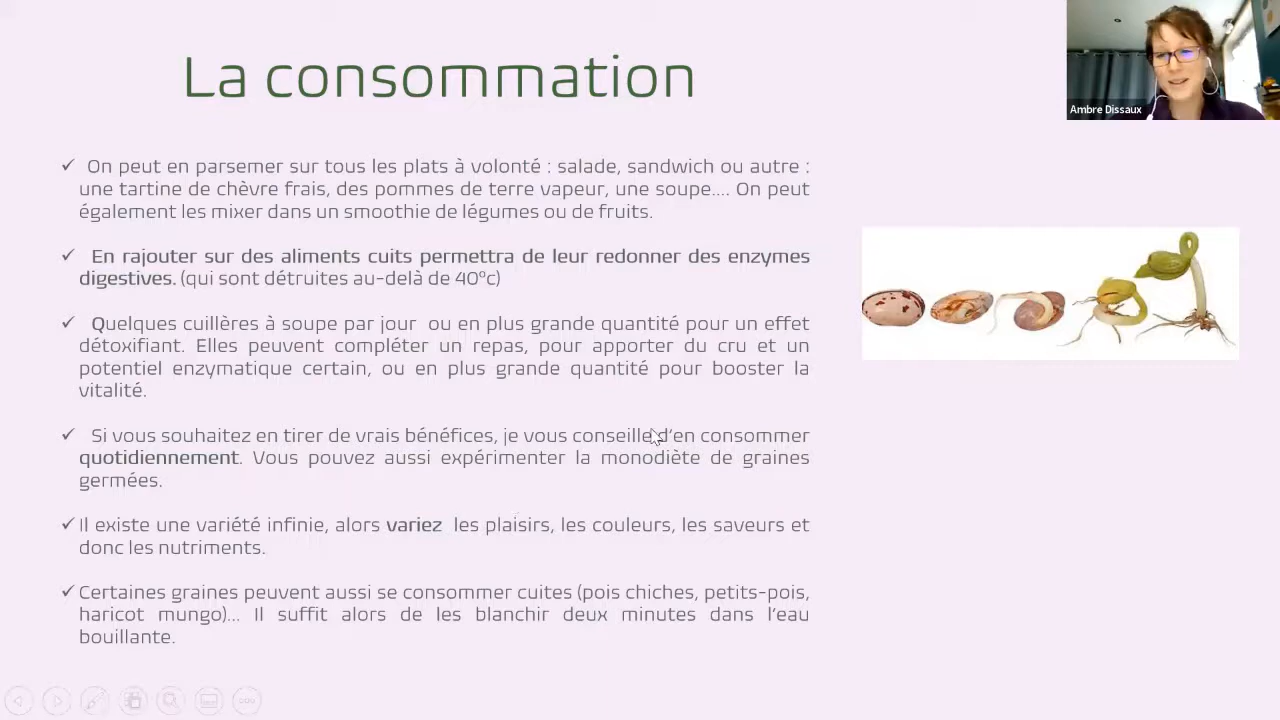 La consommation
Ambre Dissaux
✓ On peut en parsemer sur tous les plats à volonté : salade, sandwich ou autre :
une tartine de chèvre frais, des pommes de terre vapeur, une soupe.... On peut
également les mixer dans un smoothie de légumes ou de fruits.
✓ En rajouter sur des aliments cuits permettra de leur redonner des enzymes
digestives. (qui sont détruites au-delà de 40°c)
✓ Quelques cuillères à soupe par jour ou en plus grande quantité pour un effet
détoxifiant. Elles peuvent compléter un repas, pour apporter du cru et un
potentiel enzymatique certain, ou en plus grande quantité pour booster la
vitalité.
✓ Si vous souhaitez en tirer de vrais bénéfices, je vous conseille d'en consommer
quotidiennement. Vous pouvez aussi expérimenter la monodiète de graines
germées.
✓ Il existe une variété infinie, alors variez les plaisirs, les couleurs, les saveurs et
donc les nutriments.
✓ Certaines graines peuvent aussi se consommer cuites (pois chiches, petits-pois,
haricot mungo)... Il suffit alors de les blanchir deux minutes dans l'eau
bouillante.